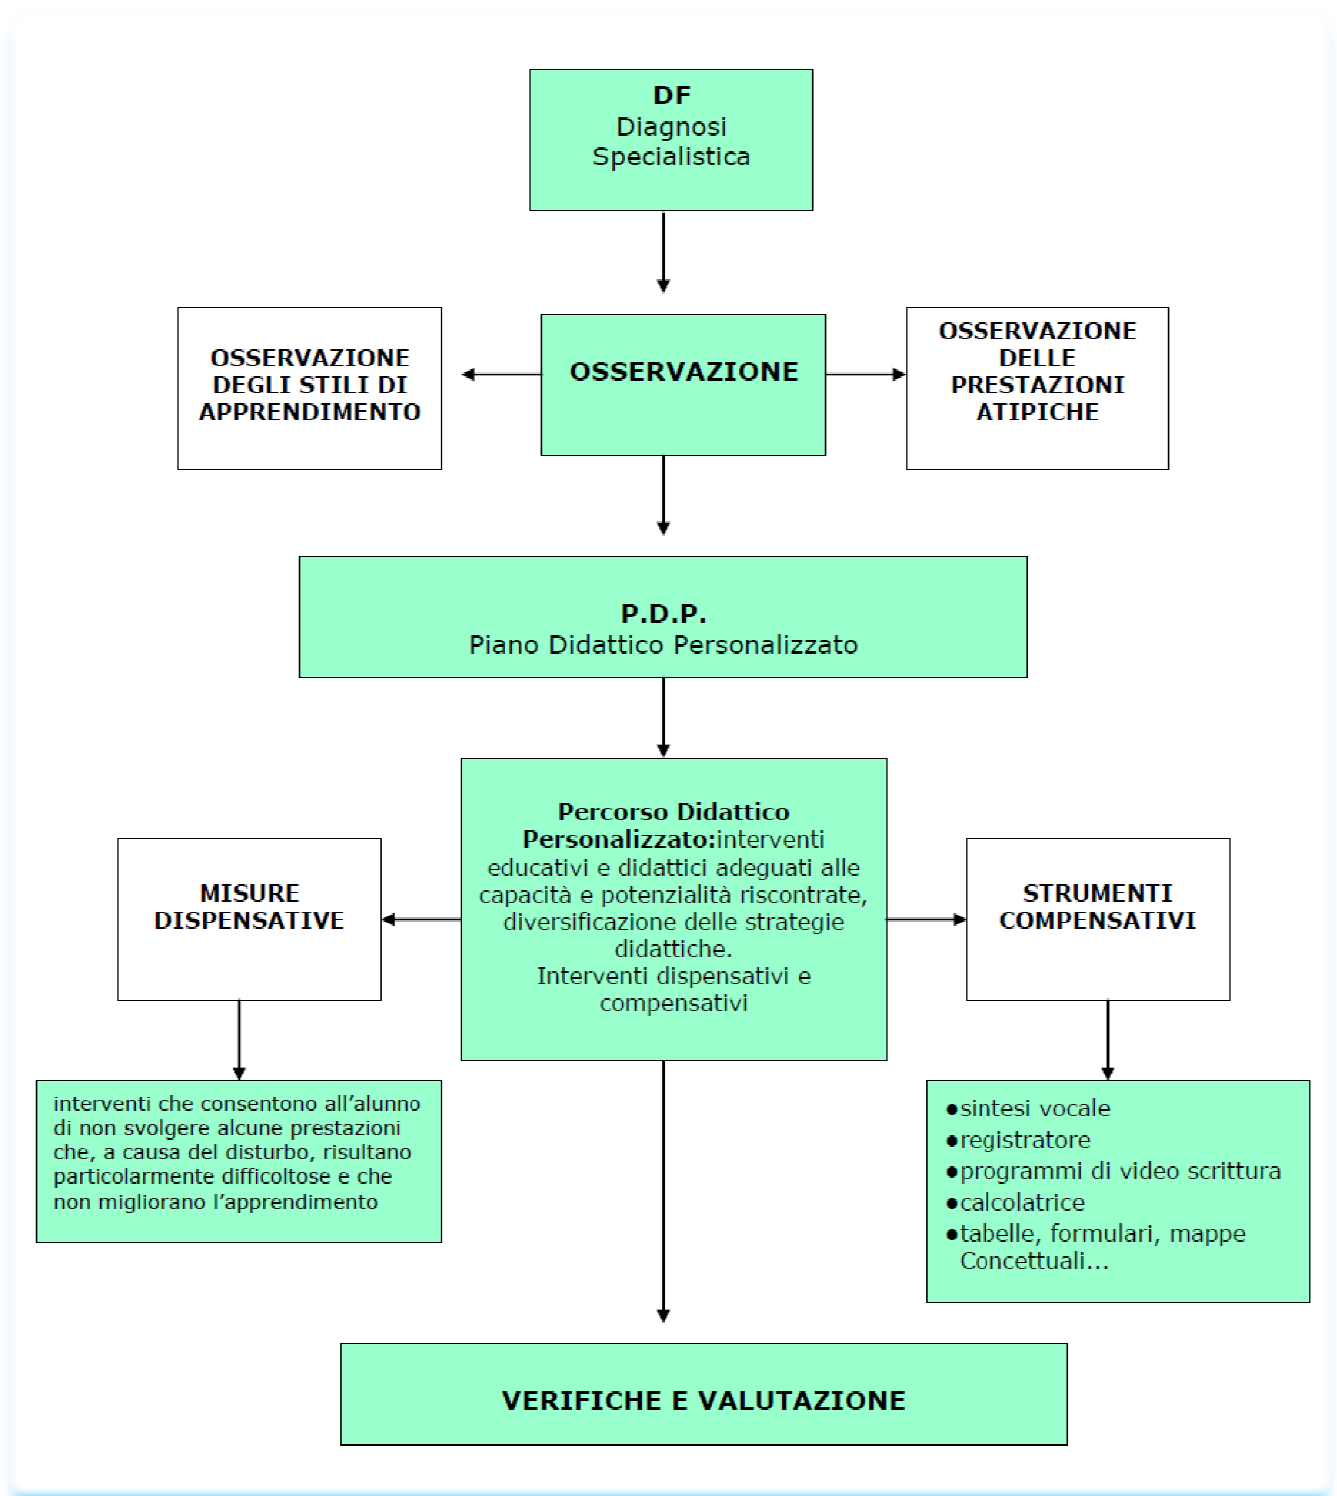 DF
Diagnosi
Specialistica
OSSERVAZIONE
DEGLI STILI DI
APPRENDIMENTO
OSSERVAZIONE
OSSERVAZIONE
DELLE
PRESTAZIONI
ATIPICHE
P.D.P.
Piano Didattico Personalizzato
Percorso Didattico
Personalizzato:interventi
educativi e didattici adeguati alle
capacità e potenzialità riscontrate,
diversificazione delle strategie
didattiche.
Interventi dispensativi e
compensativi
MISURE
DISPENSATIVE
STRUMENTI
COMPENSATIVI
interventi che consentono all’alunno
di non svolgere alcune prestazioni
che, a causa del disturbo, risultano
particolarmente difficoltose e che
non migliorano l’apprendimento
●sintesi vocale
●registratore
●programmi di video scrittura
●calcolatrice
●tabelle, formulari, mappe
Concettuali…
VERIFICHE E VALUTAZIONE